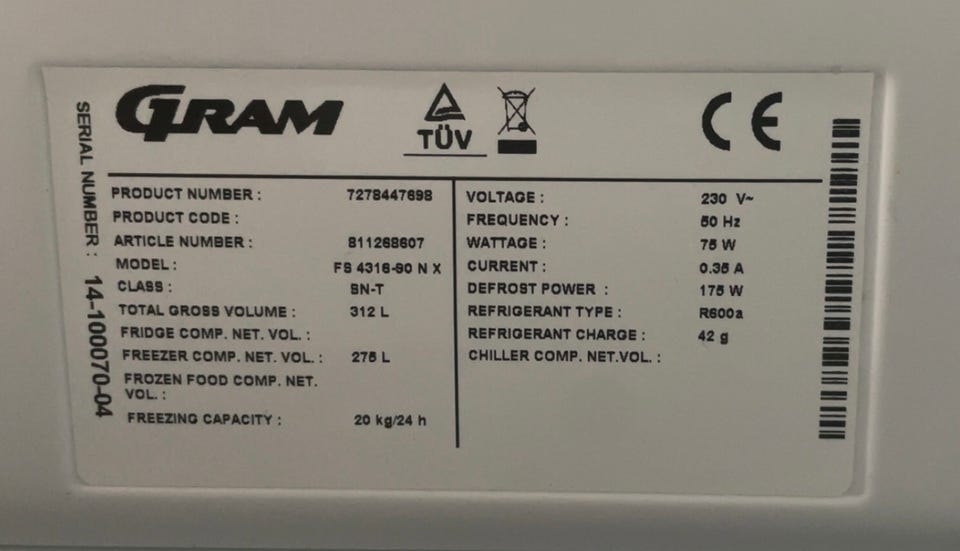 GRAM
TÜV
CE
SERIAL NUMBER : 14-100070-04
PRODUCT NUMBER : 7278447698
PRODUCT CODE :
ARTICLE NUMBER : 811268607
MODEL : FS 4316-90 N X
CLASS : SN-T
TOTAL GROSS VOLUME : 312 L
FRIDGE COMP. NET. VOL. :
FREEZER COMP. NET. VOL. : 275 L
FROZEN FOOD COMP. NET.
VOL. :
FREEZING CAPACITY : 20 kg/24 h
VOLTAGE : 230 V~
FREQUENCY : 50 Hz
WATTAGE : 75 W
CURRENT : 0.35 A
DEFROST POWER : 175 W
REFRIGERANT TYPE : R600a
REFRIGERANT CHARGE : 42 g
CHILLER COMP. NET.VOL. :